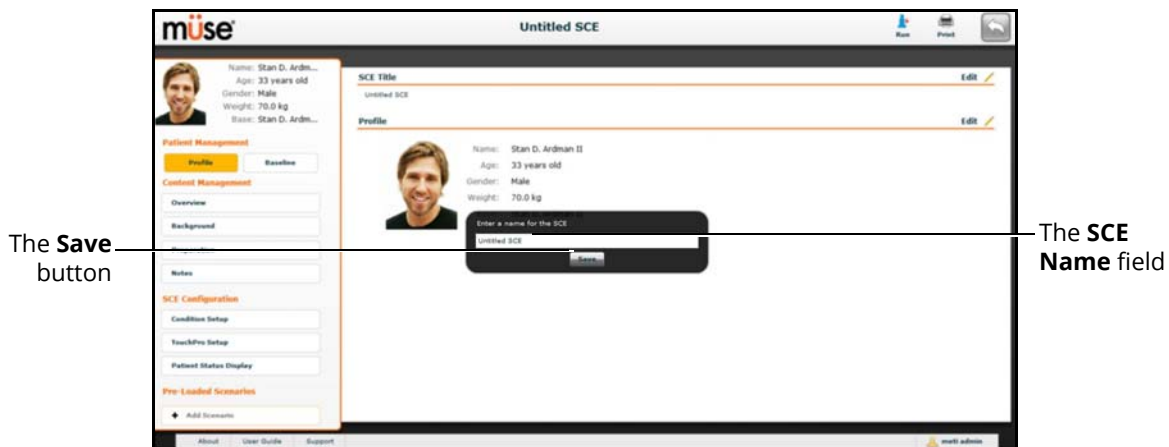 müse
Untitled SCE
Run
Print
Name: Stan D. Ardm...
Age: 33 years old
Gender: Male
Weight: 70.0 kg
Base: Stan D. Ardm...
Patient Management
Profile
Baseline
Content Management
Overview
Background
Preparation
Notes
SCE Configuration
Condition Setup
TouchPro Setup
Patient Status Display
Pre-Loaded Scenarios
+ Add Scenario
SCE Title
Edit
Untitled SCE
Profile
Edit
Name: Stan D. Ardman II
Age: 33 years old
Gender: Male
Weight: 70.0 kg
Enter a name for the SCE
Untitled SCE
Save
The Save
button
The SCE
Name field
About
User Guide
Support
meti admin